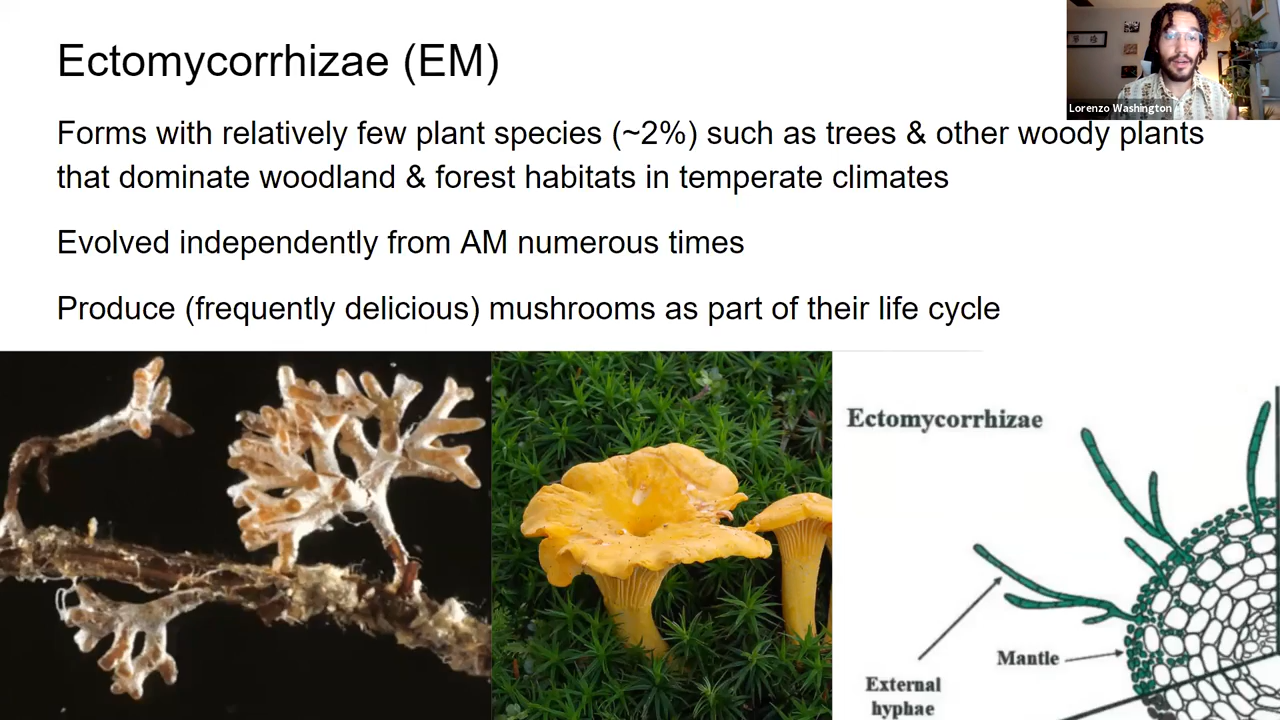 Ectomycorrhizae (EM)
Lorenzo Washington
Forms with relatively few plant species (~2%) such as trees & other woody plants
that dominate woodland & forest habitats in temperate climates
Evolved independently from AM numerous times
Produce (frequently delicious) mushrooms as part of their life cycle
Ectomycorrhizae
Mantle
External
hyphae